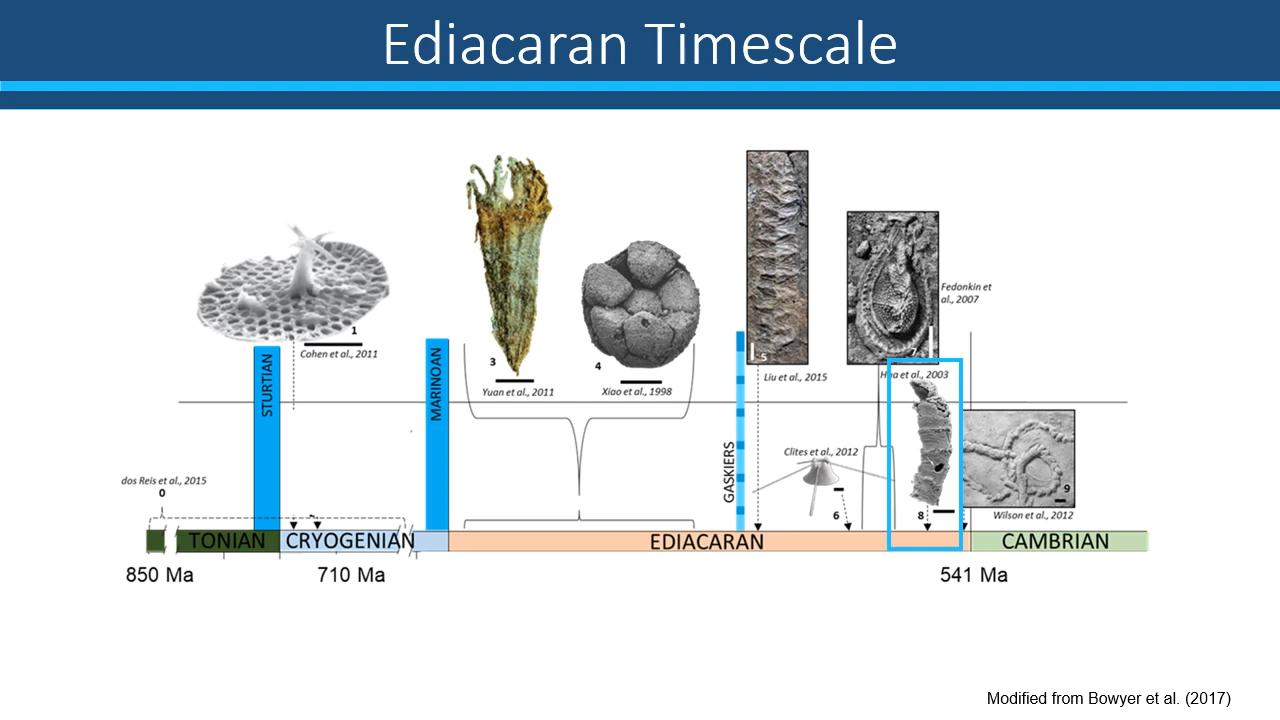 Ediacaran Timescale
1
Cohen et al., 2011
STURTIAN
MARINOAN
3
Yuan et al., 2011
4
Xiao et al., 1998
GASKIERS
5
Liu et al., 2015
7
Fedonkin et
al., 2007
Hua et al., 2003
Clites et al., 2012
6
8
9
Wilson et al., 2012
dos Reis et al., 2015
0
TONIAN
CRYOGENIAN
EDIACARAN
CAMBRIAN
850 Ma
710 Ma
541 Ma
Modified from Bowyer et al. (2017)